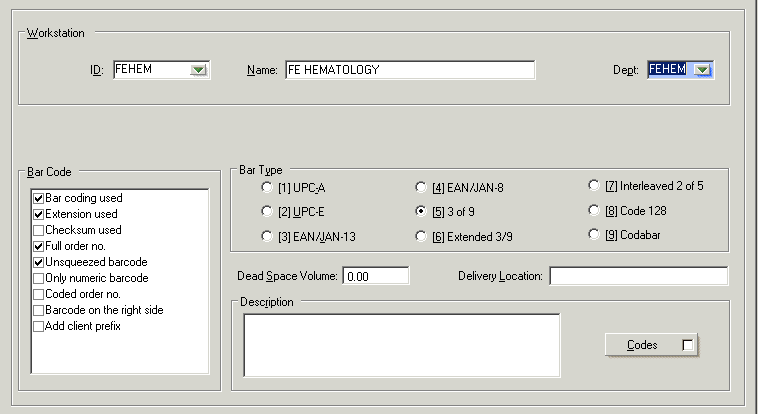 Workstation
ID: FEHEM Name: FE HEMATOLOGY Dept: FEHEM
Bar Code
Bar coding used
Extension used
Checksum used
Full order no.
Unsqueezed barcode
Only numeric barcode
Coded order no.
Barcode on the right side
Add client prefix
Bar Type
[1] UPC-A [4] EAN/JAN-8 [7] Interleaved 2 of 5
[2] UPC-E [5] 3 of 9 [8] Code 128
[3] EAN/JAN-13 [6] Extended 3/9 [9] Codabar
Dead Space Volume: 0.00 Delivery Location:
Description
Codes